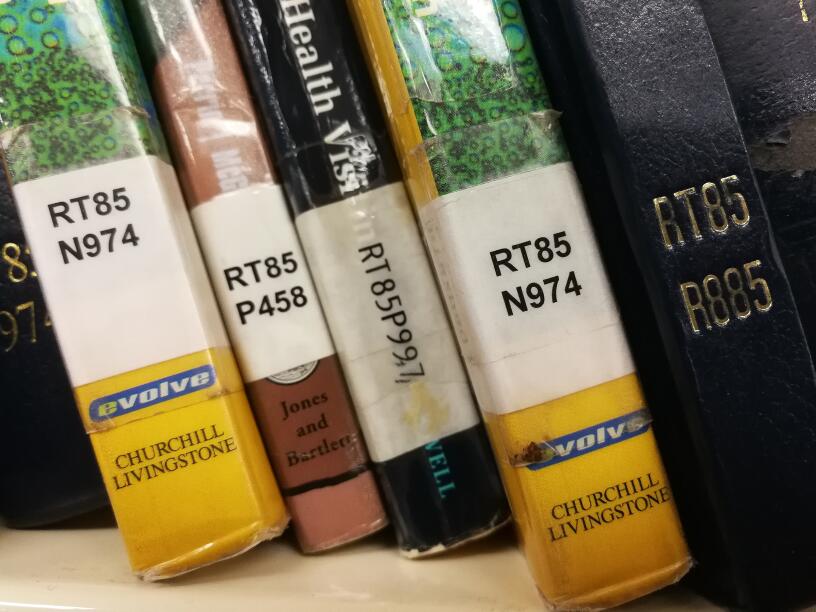 RT85
N974
evolve
CHURCHILL
LIVINGSTONE
RT85
P458
Jones
and
Bartlett
Health Vis
RT85P997
WELL
RT85
N974
volve
CHURCHILL
LIVINGSTONE
RT85
R885